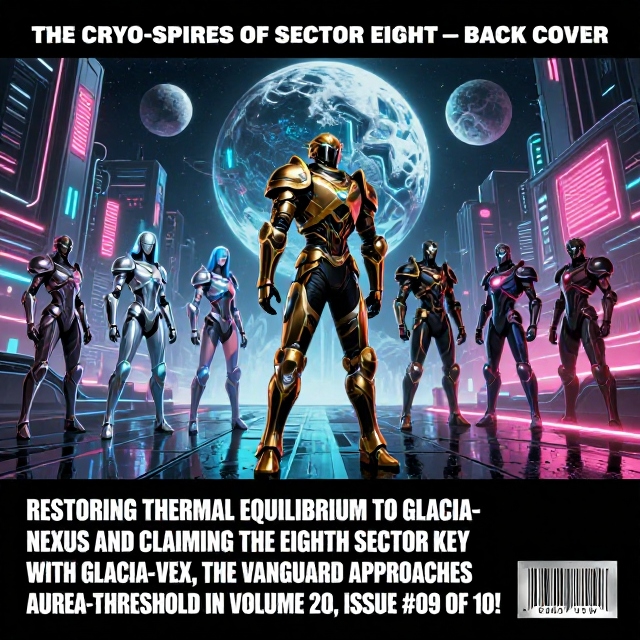 THE CRYO-SPIRES OF SECTOR EIGHT – BACK COVER
RESTORING THERMAL EQUILIBRIUM TO GLACIA-
NEXUS AND CLAIMING THE EIGHTH SECTOR KEY
WITH GLACIA-VEX, THE VANGUARD APPROACHES
AUREA-THRESHOLD IN VOLUME 20, ISSUE #09 OF 10!